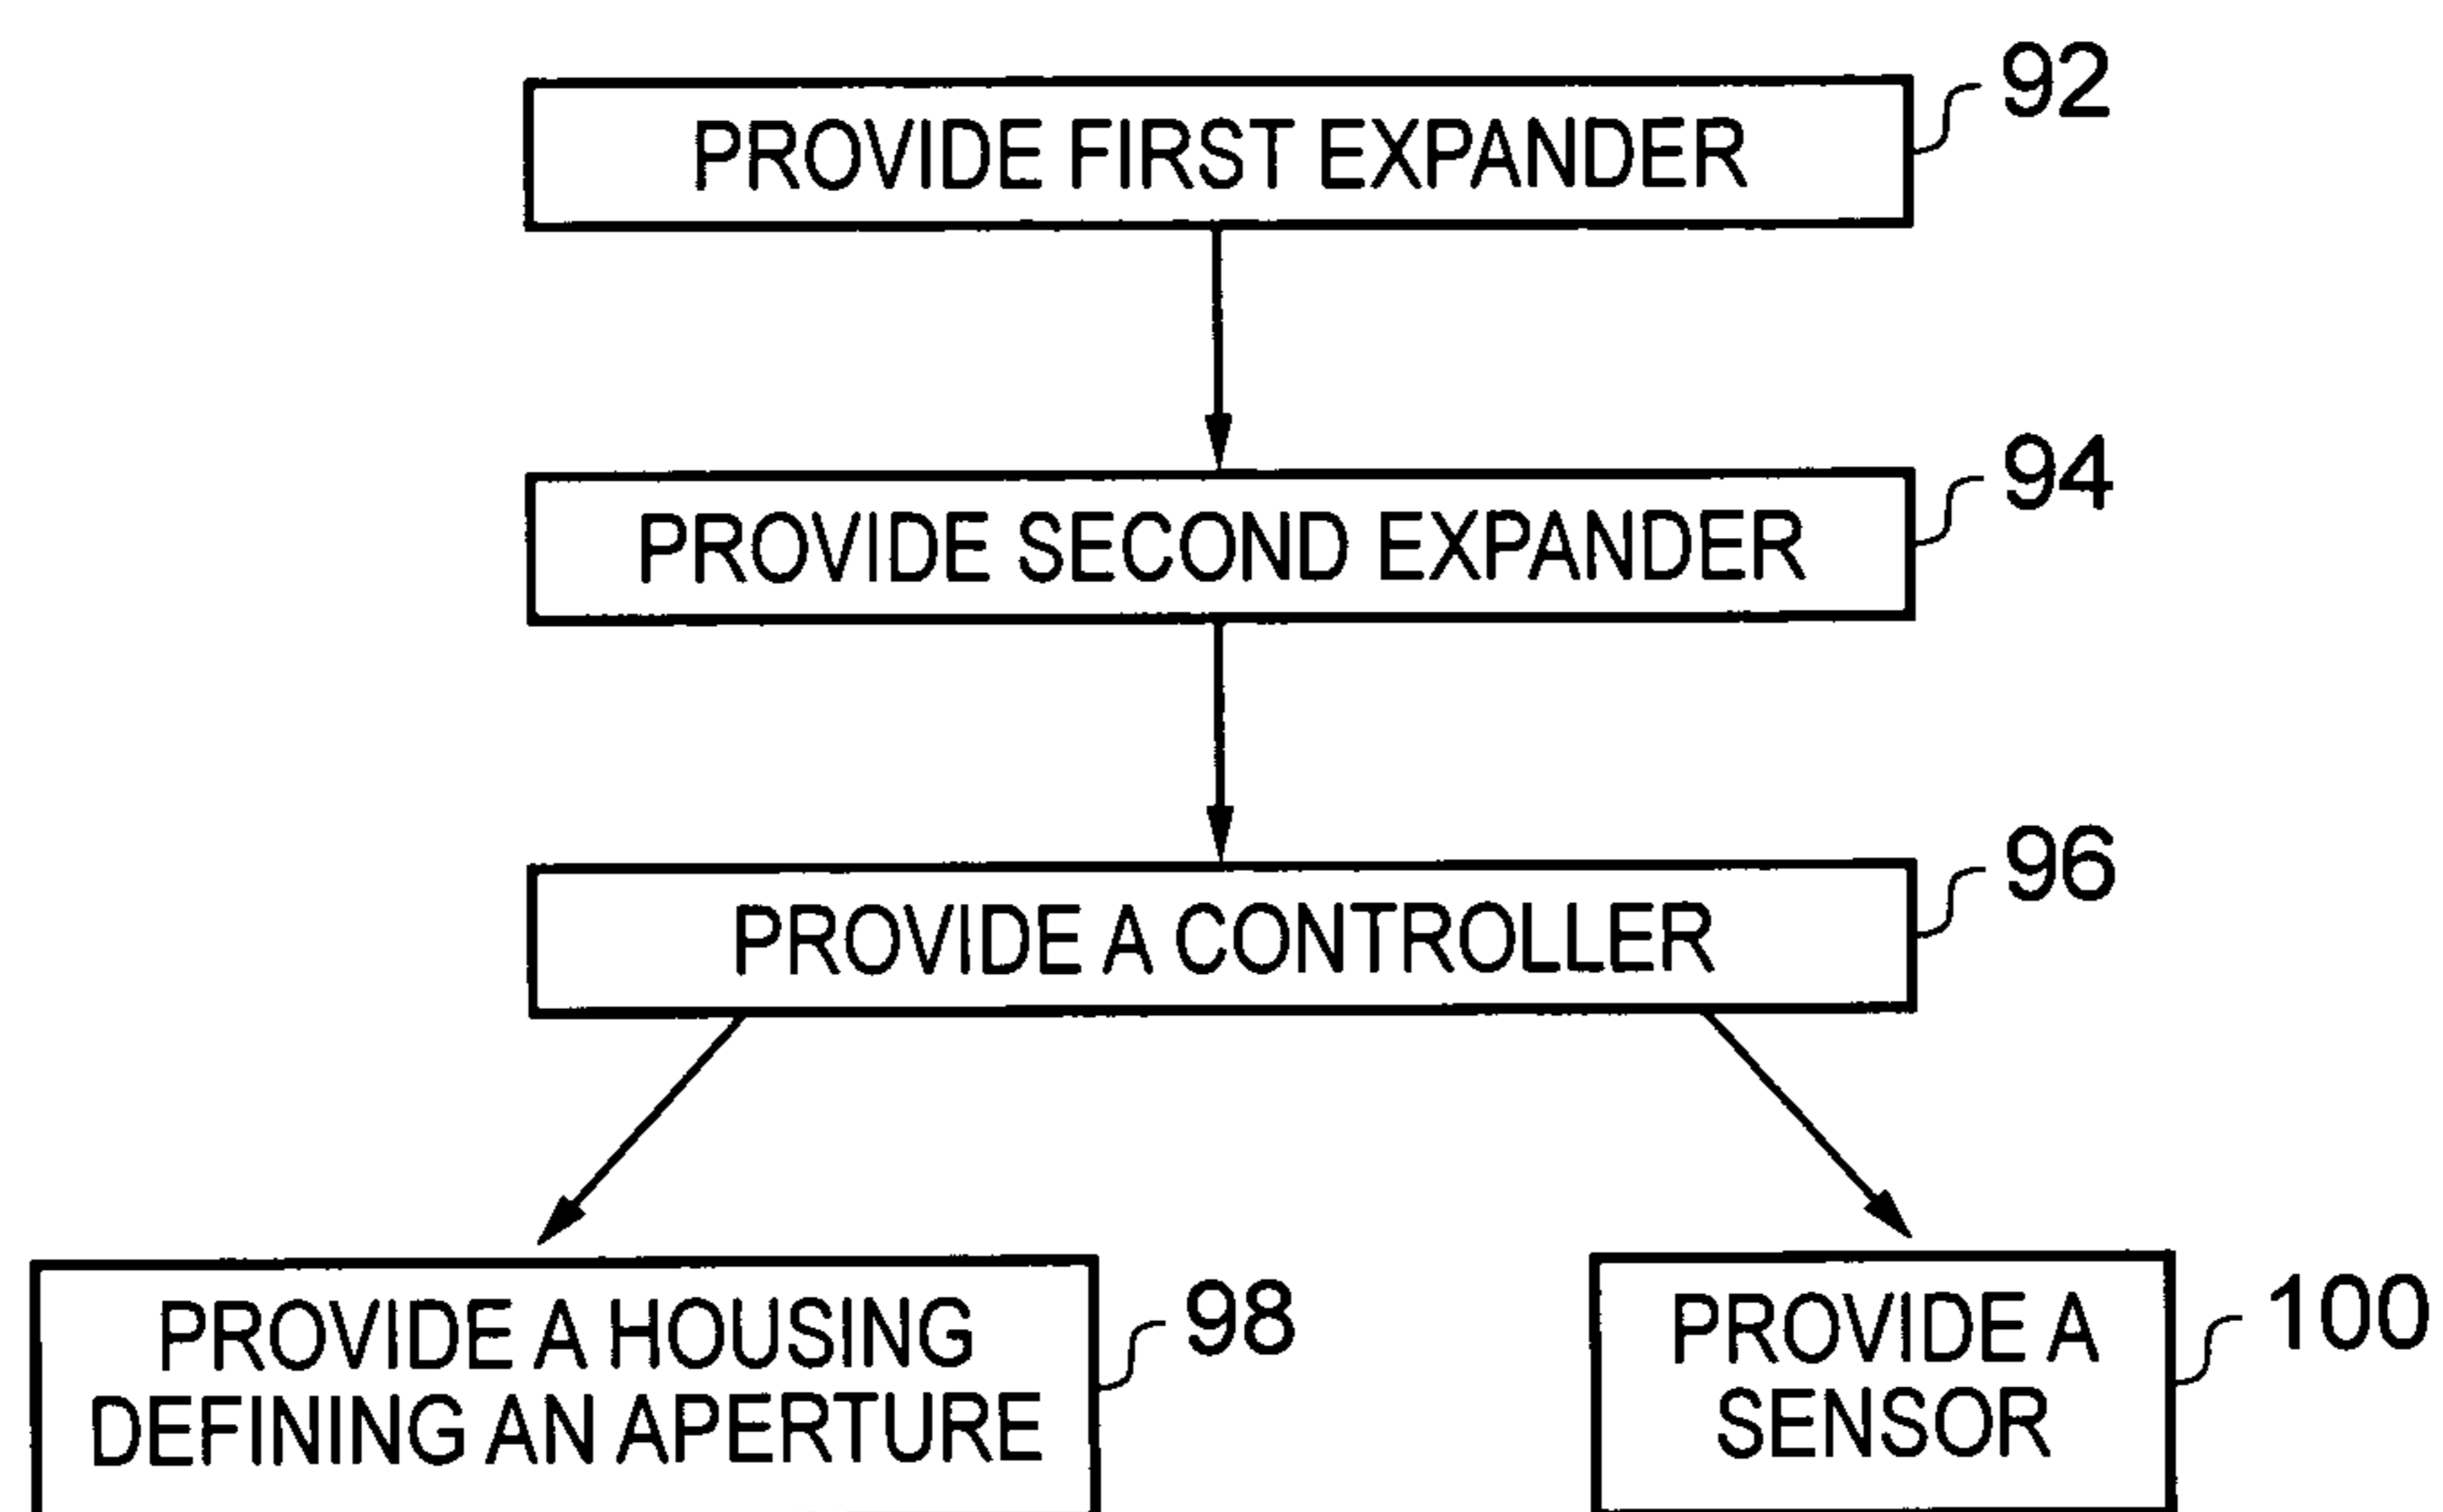 PROVIDE FIRST EXPANDER
92
PROVIDE SECOND EXPANDER
94
PROVIDE A CONTROLLER
96
PROVIDE A HOUSING
DEFINING AN APERTURE
98
PROVIDE A
SENSOR
100